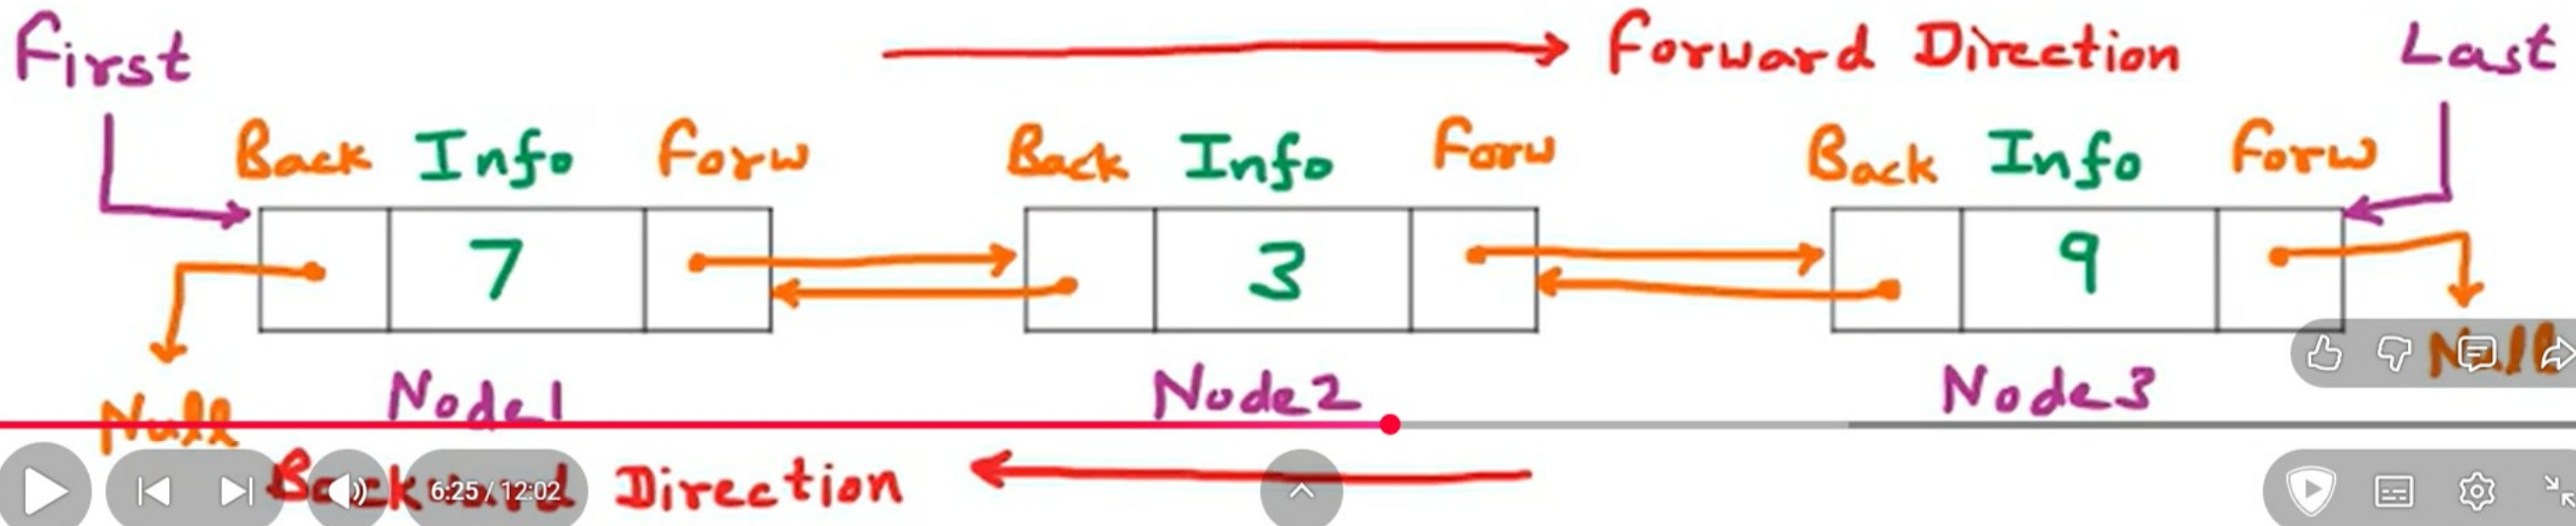 First Forward Direction Last
Back Info Forw Back Info Forw Back Info Forw
7 3 9
Null
Node1 Node2 Node3
Null
Backward Direction
6:25 / 12:02